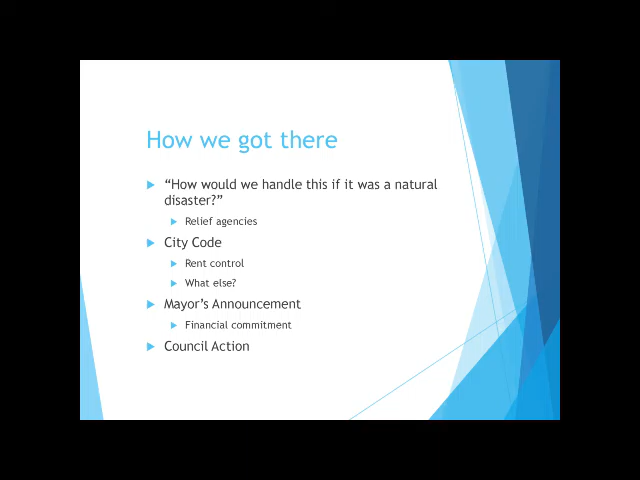 How we got there
“How would we handle this if it was a natural
disaster?”
Relief agencies
City Code
Rent control
What else?
Mayor’s Announcement
Financial commitment
Council Action